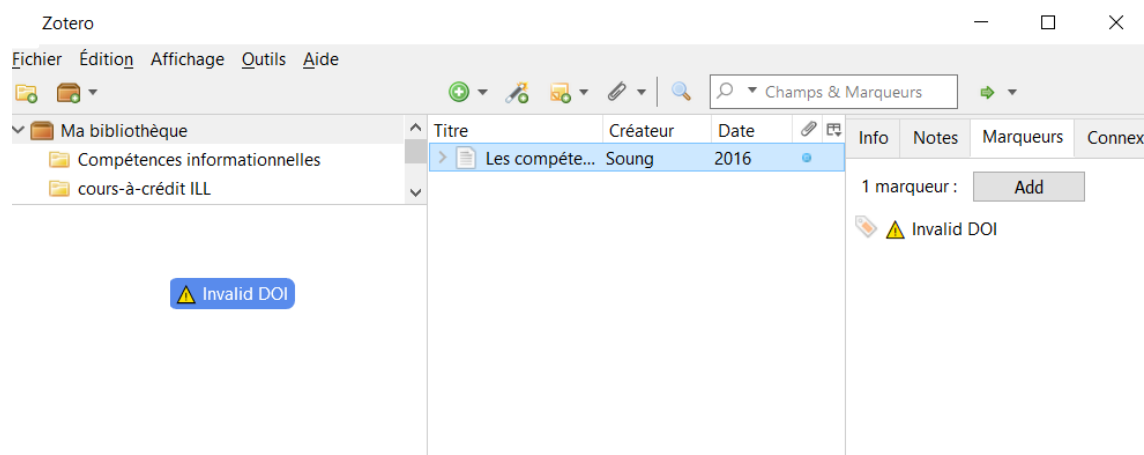 Zotero
Fichier Édition Affichage Outils Aide
Champs & Marqueurs
Ma bibliothèque
Compétences informationnelles
cours-à-crédit ILL
Invalid DOI
Titre Créateur Date
Les compéte... Soung 2016
Info Notes Marqueurs Connex
1 marqueur : Add
Invalid DOI